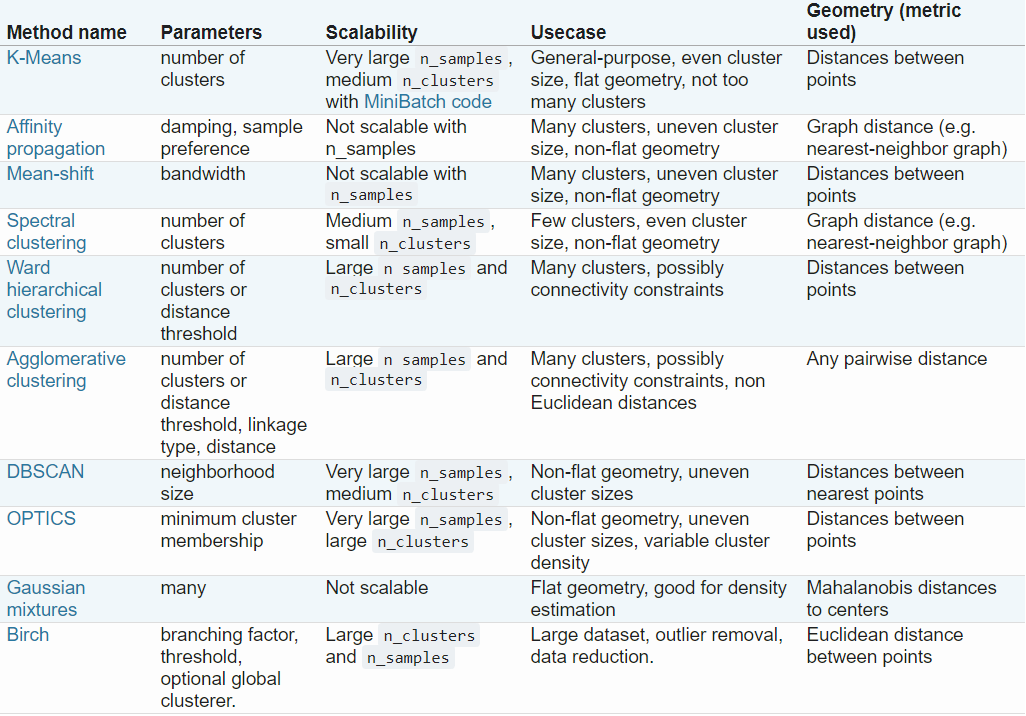 Method name Parameters Scalability Usecase Geometry (metric used)
K-Means
number of
clusters
Very large n_samples ,
medium n_clusters
with MiniBatch code
General-purpose, even cluster
size, flat geometry, not too
many clusters
Distances between
points
Affinity
propagation
damping, sample
preference
Not scalable with
n_samples
Many clusters, uneven cluster
size, non-flat geometry
Graph distance (e.g.
nearest-neighbor graph)
Mean-shift
bandwidth
Not scalable with
n_samples
Many clusters, uneven cluster
size, non-flat geometry
Distances between
points
Spectral
clustering
number of
clusters
Medium n_samples ,
small n_clusters
Few clusters, even cluster
size, non-flat geometry
Graph distance (e.g.
nearest-neighbor graph)
Ward
hierarchical
clustering
number of
clusters or
distance
threshold
Large n_samples and
n_clusters
Many clusters, possibly
connectivity constraints
Distances between
points
Agglomerative
clustering
number of
clusters or
distance
threshold, linkage
type, distance
Large n_samples and
n_clusters
Many clusters, possibly
connectivity constraints, non
Euclidean distances
Any pairwise distance
DBSCAN
neighborhood
size
Very large n_samples ,
medium n_clusters
Non-flat geometry, uneven
cluster sizes
Distances between
nearest points
OPTICS
minimum cluster
membership
Very large n_samples ,
large n_clusters
Non-flat geometry, uneven
cluster sizes, variable cluster
density
Distances between
points
Gaussian
mixtures
many
Not scalable
Flat geometry, good for density
estimation
Mahalanobis distances
to centers
Birch
branching factor,
threshold,
optional global
clusterer.
Large n_clusters
and n_samples
Large dataset, outlier removal,
data reduction.
Euclidean distance
between points